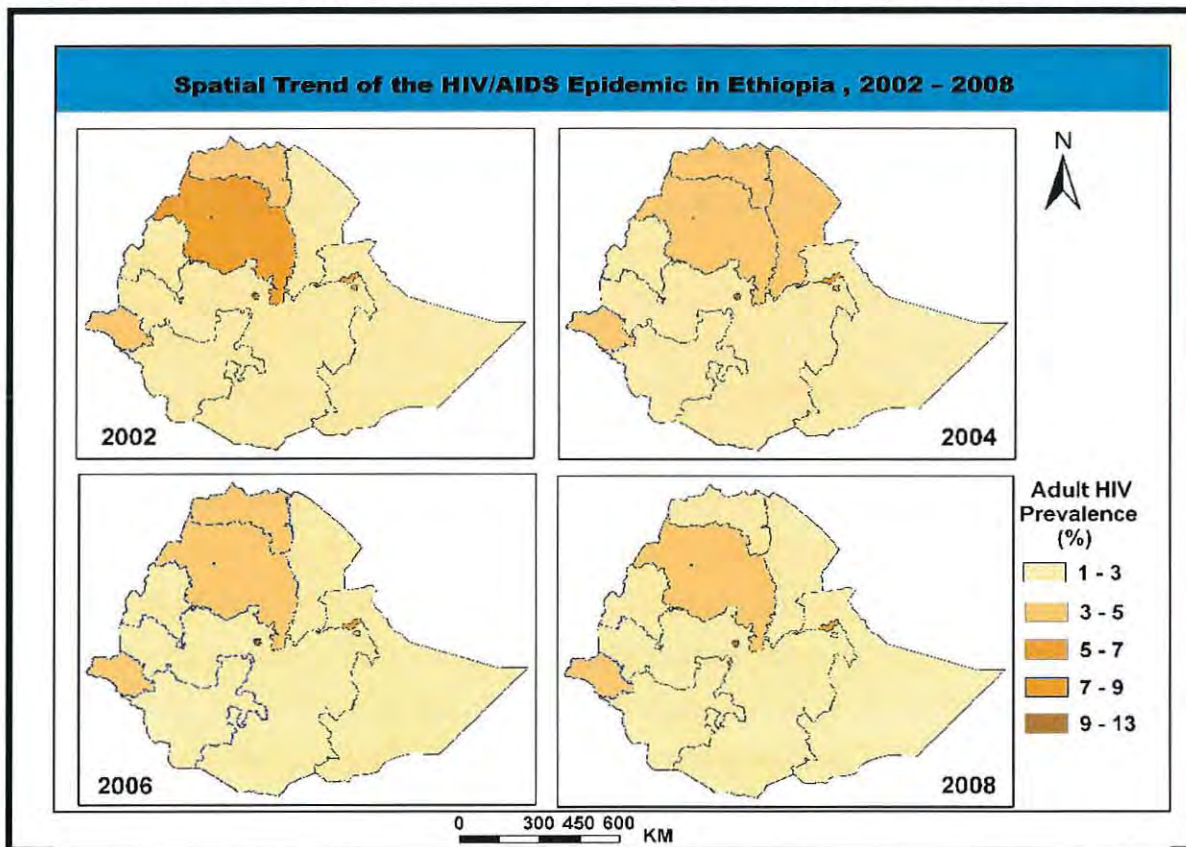 Spatial Trend of the HIV/AIDS Epidemic in Ethiopia , 2002 – 2008
N
2002
2004
2006
2008
Adult HIV
Prevalence
(%)
1 - 3
3 - 5
5 - 7
7 - 9
9 - 13
0 300 450 600
KM